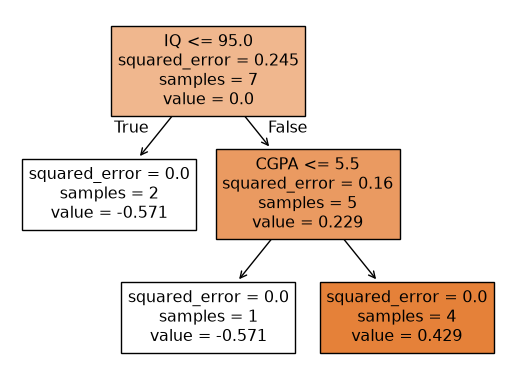 IQ <= 95.0
squared_error = 0.245
samples = 7
value = 0.0
True
False
squared_error = 0.0
samples = 2
value = -0.571
CGPA <= 5.5
squared_error = 0.16
samples = 5
value = 0.229
squared_error = 0.0
samples = 1
value = -0.571
squared_error = 0.0
samples = 4
value = 0.429